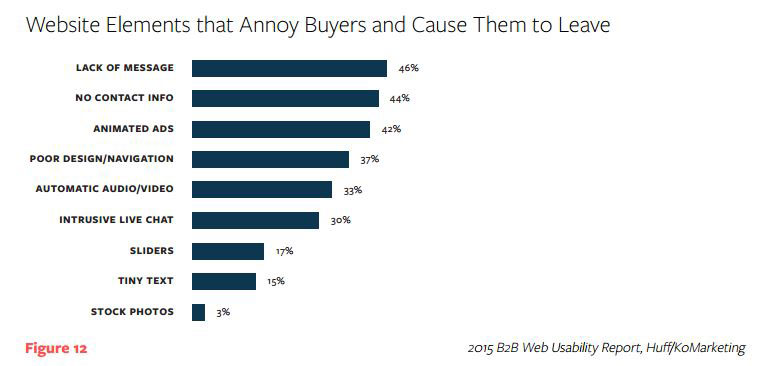 Website Elements that Annoy Buyers and Cause Them to Leave
LACK OF MESSAGE 46%
NO CONTACT INFO 44%
ANIMATED ADS 42%
POOR DESIGN/NAVIGATION 37%
AUTOMATIC AUDIO/VIDEO 33%
INTRUSIVE LIVE CHAT 30%
SLIDERS 17%
TINY TEXT 15%
STOCK PHOTOS 3%
Figure 12 2015 B2B Web Usability Report, Huff/KoMarketing